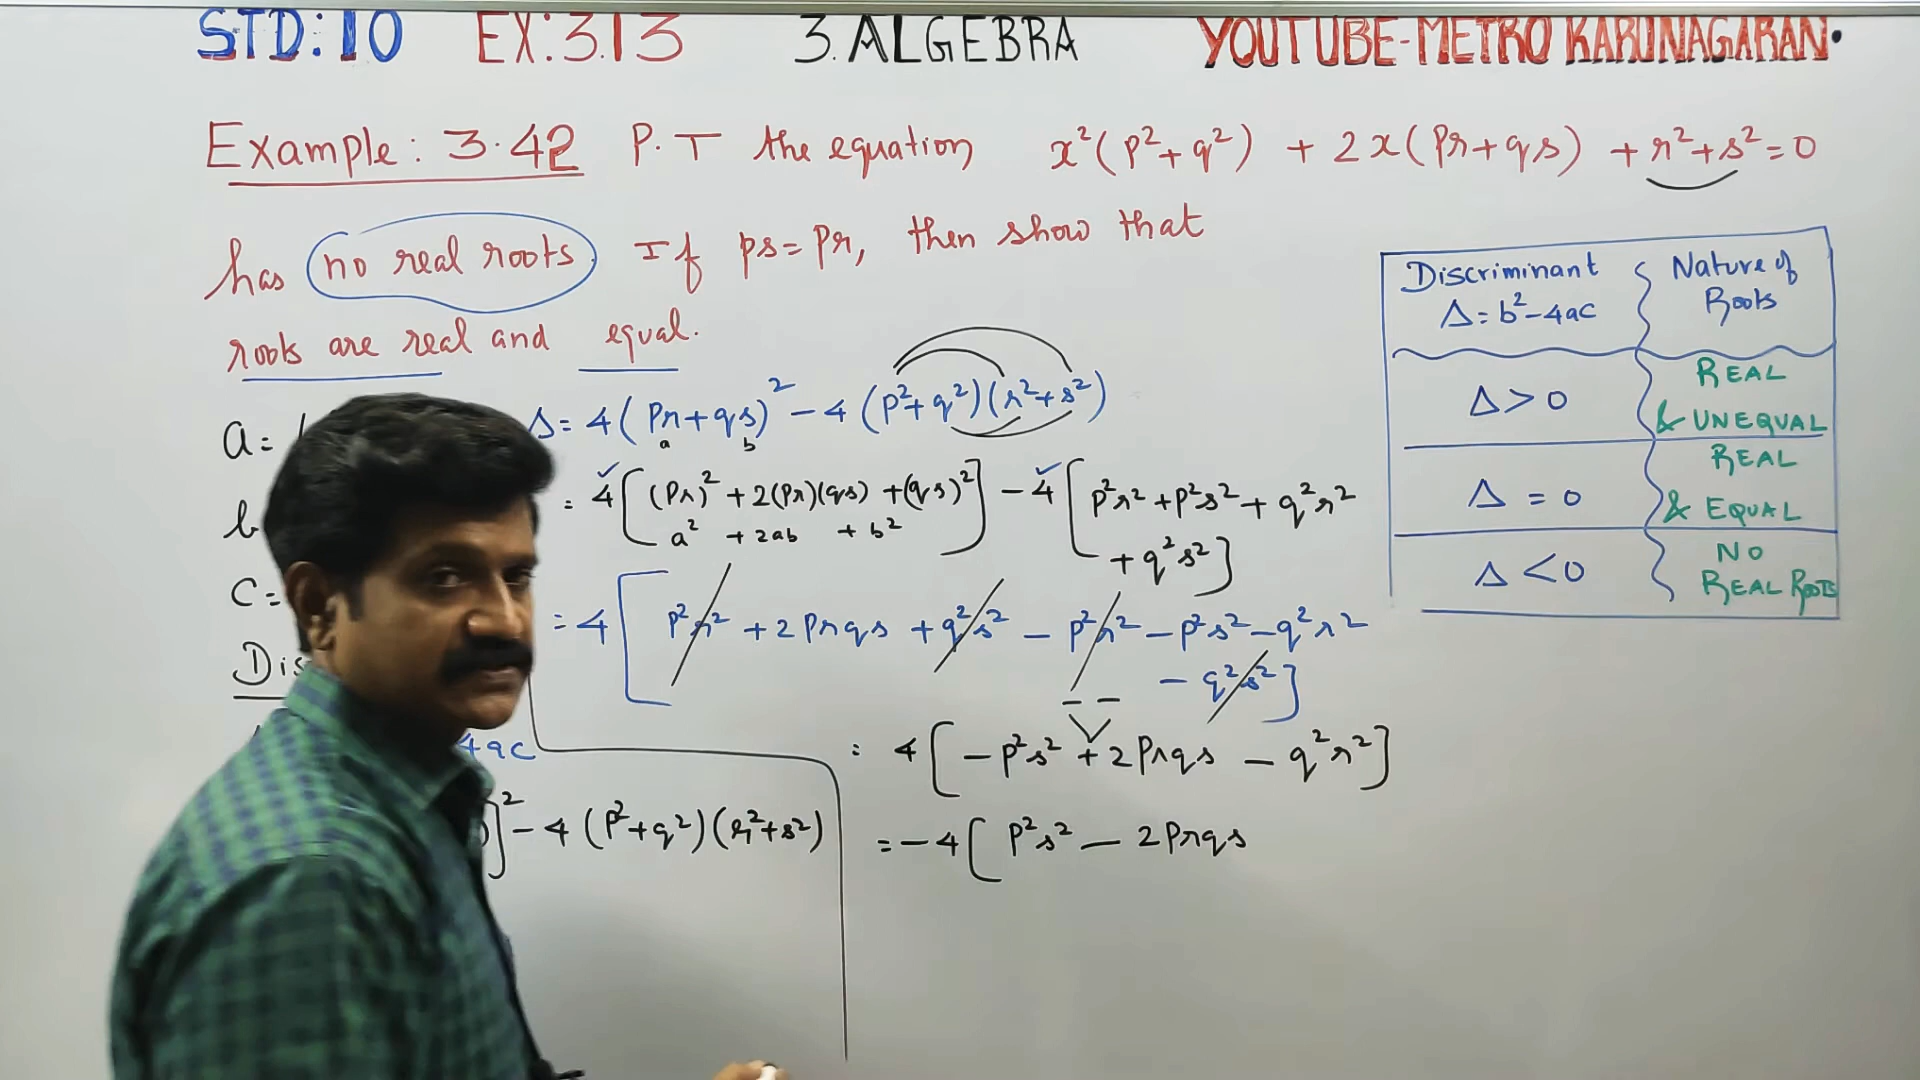 STD:10 EX:3.13 3.ALGEBRA YOUTUBE-METRO KARUNAGARAN.
Example: 3.42 P.T the equation x²(p²+q²) + 2x(pr+qs) + r²+s²=0
has no real roots. If ps=pr, then show that
roots are real and equal.
Discriminant Nature of
Δ=b²-4ac Roots
Δ>0 REAL & UNEQUAL
Δ=0 REAL & EQUAL
Δ<0 NO REAL ROOTS
a=
b
c=
Dis
4ac
]²-4(p²+q²)(r²+s²)
Δ= 4(pr+qs)² - 4(p²+q²)(r²+s²)
a b
= 4[(pr)²+2(pr)(qs)+(qs)²] - 4[p²r²+p²s²+q²r²
a² +2ab +b²
+q²s²]
=4[p²r²+2prqs+q²s²-p²r²-p²s²-q²r²
-q²s²]
= 4[-p²s²+2prqs-q²r²]
=-4[p²s²-2prqs